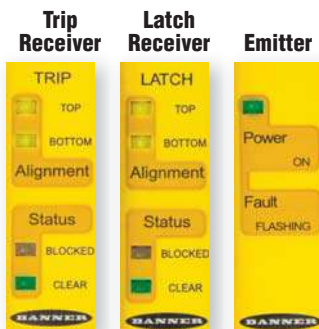 Trip
Receiver
Latch
Receiver
Emitter
TRIP
TOP
BOTTOM
Alignment
Status
BLOCKED
CLEAR
BANNER
LATCH
TOP
BOTTOM
Alignment
Status
BLOCKED
CLEAR
BANNER
Power
ON
Fault
FLASHING
BANNER